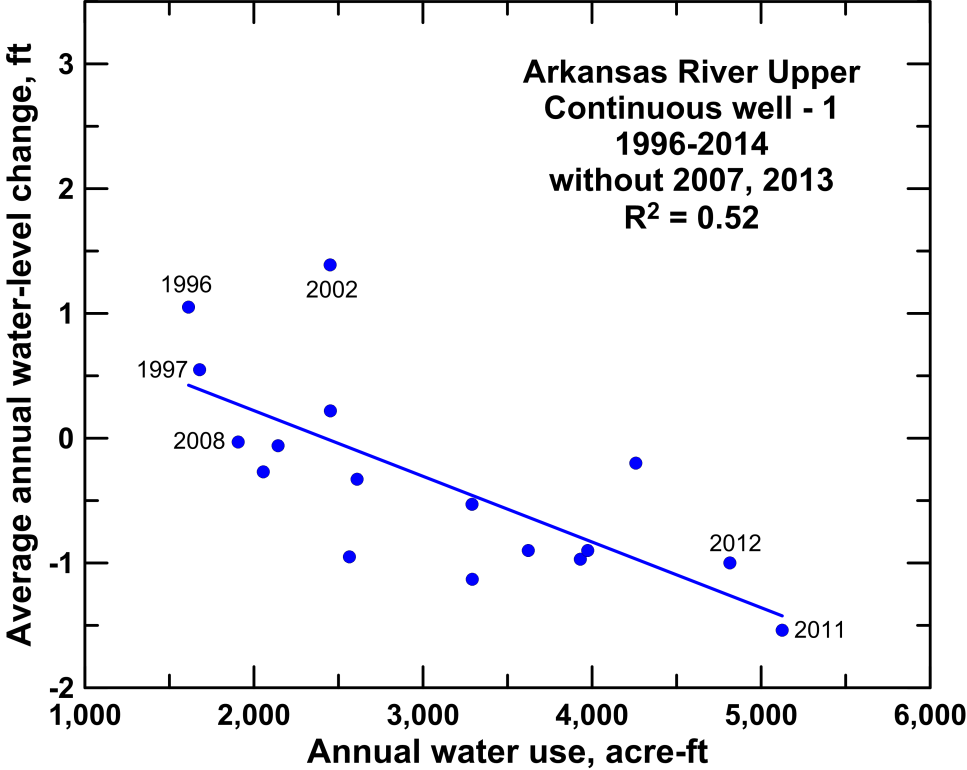 Average annual water-level change, ft
3
2
1
0
-1
-2
Arkansas River Upper
Continuous well - 1
1996-2014
without 2007, 2013
R² = 0.52
1996
2002
1997
2008
2012
2011
1,000 2,000 3,000 4,000 5,000 6,000
Annual water use, acre-ft